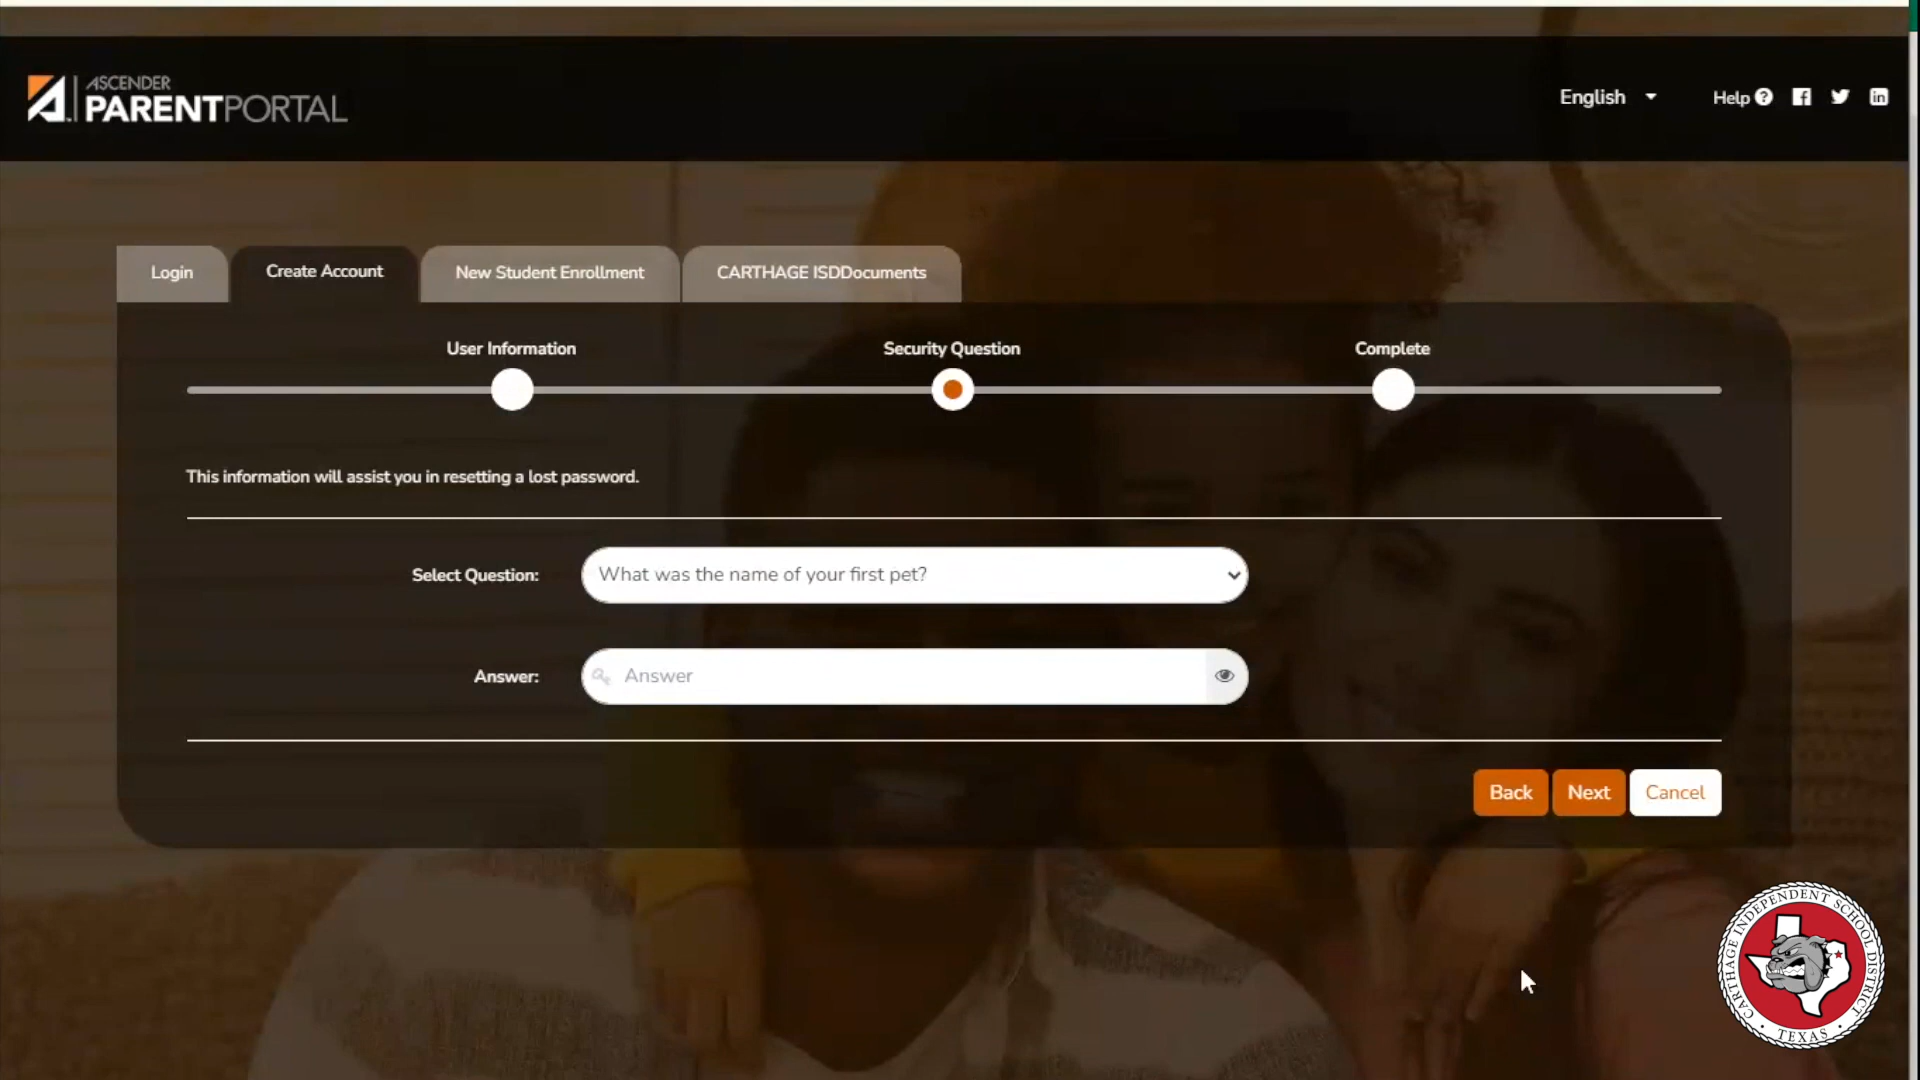 ASCENDER
PARENTPORTAL
English
Help
Login
Create Account
New Student Enrollment
CARTHAGE ISDDocuments
User Information
Security Question
Complete
This information will assist you in resetting a lost password.
Select Question:
What was the name of your first pet?
Answer:
Answer
Back
Next
Cancel
CARTHAGE INDEPENDENT SCHOOL DISTRICT
• TEXAS •